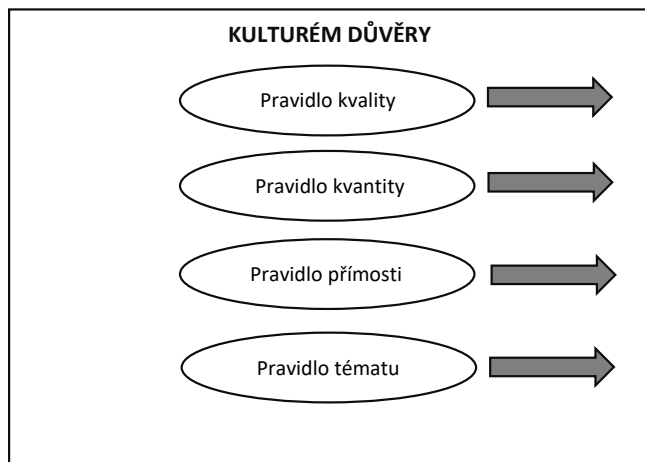 KULTURÉM DŮVĚRY
Pravidlo kvality
Pravidlo kvantity
Pravidlo přímosti
Pravidlo tématu